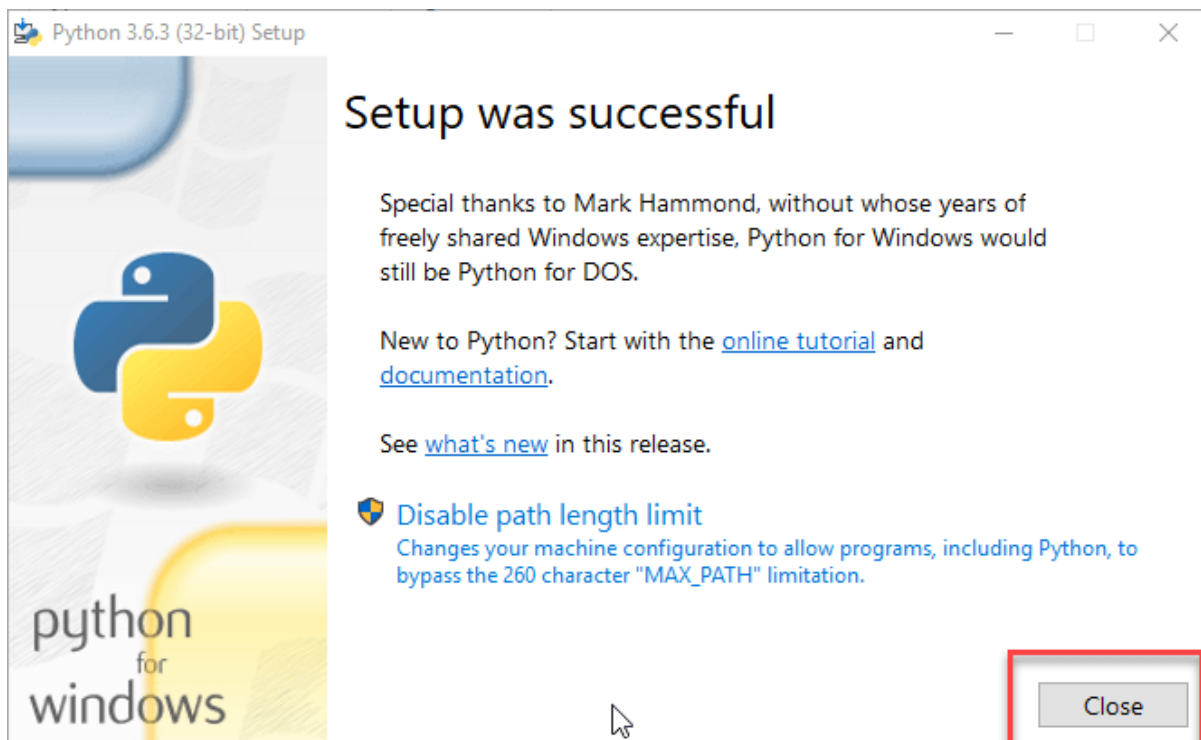 Python 3.6.3 (32-bit) Setup
Setup was successful
Special thanks to Mark Hammond, without whose years of
freely shared Windows expertise, Python for Windows would
still be Python for DOS.
New to Python? Start with the online tutorial and
documentation.
See what's new in this release.
Disable path length limit
Changes your machine configuration to allow programs, including Python, to
bypass the 260 character "MAX_PATH" limitation.
python
for
windows
Close